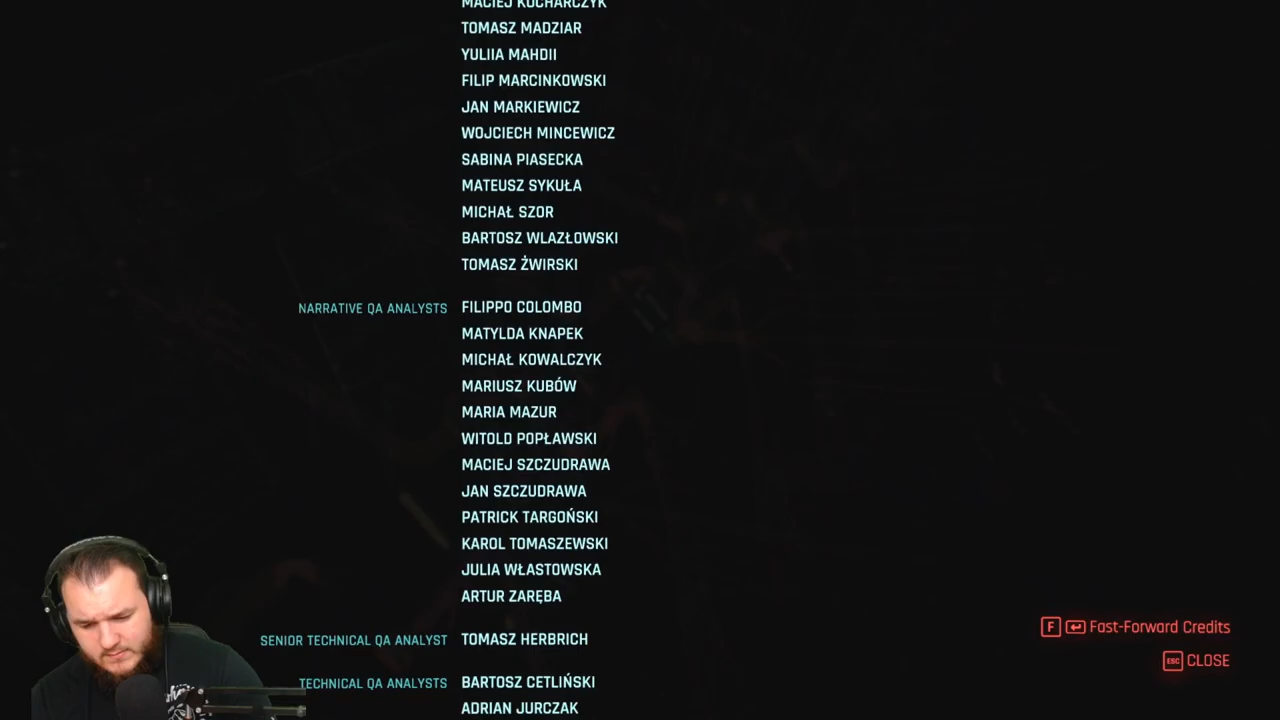 MACIEJ KUCHARCZYK
TOMASZ MADZIAR
YULIIA MAHDII
FILIP MARCINKOWSKI
JAN MARKIEWICZ
WOJCIECH MINCEWICZ
SABINA PIASECKA
MATEUSZ SYKUŁA
MICHAŁ SZOR
BARTOSZ WLAZŁOWSKI
TOMASZ ŻWIRSKI
NARRATIVE QA ANALYSTS FILIPPO COLOMBO
MATYLDA KNAPEK
MICHAŁ KOWALCZYK
MARIUSZ KUBÓW
MARIA MAZUR
WITOLD POPŁAWSKI
MACIEJ SZCZUDRAWA
JAN SZCZUDRAWA
PATRICK TARGOŃSKI
KAROL TOMASZEWSKI
JULIA WŁASTOWSKA
ARTUR ZARĘBA
SENIOR TECHNICAL QA ANALYST TOMASZ HERBRICH
TECHNICAL QA ANALYSTS BARTOSZ CETLIŃSKI
ADRIAN JURCZAK
F Fast-Forward Credits
ESC CLOSE